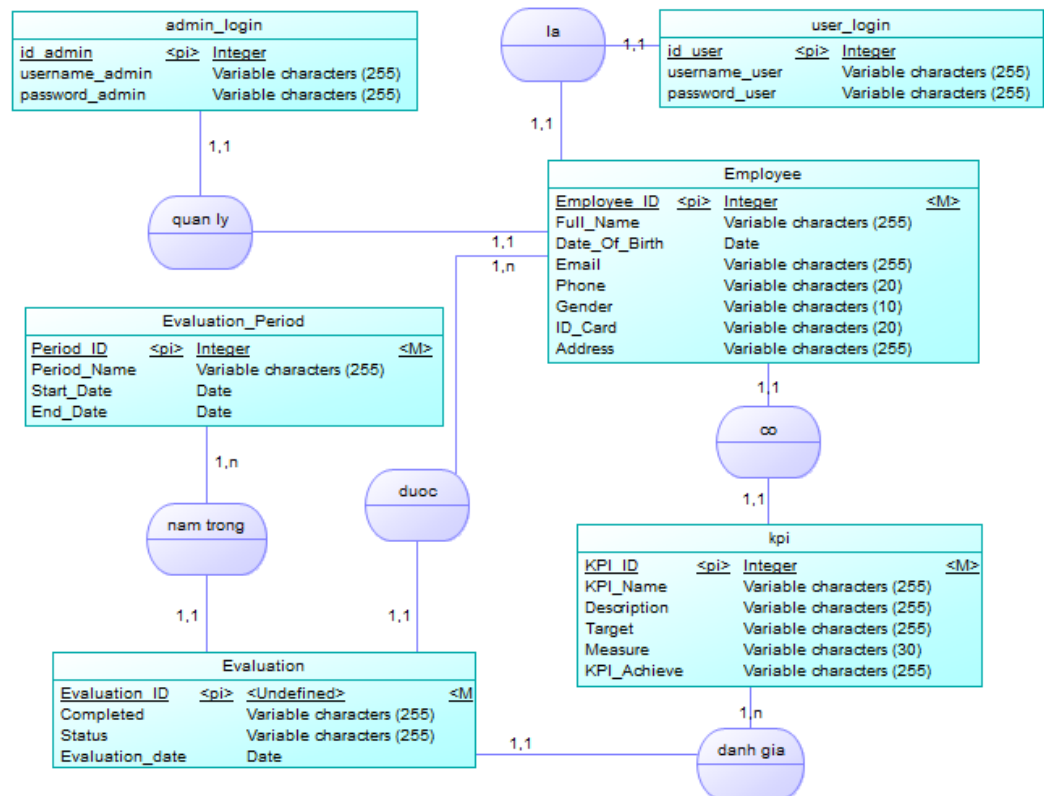 admin_login
id_admin <pi> Integer
username_admin Variable characters (255)
password_admin Variable characters (255)
la
1,1
user_login
id_user <pi> Integer
username_user Variable characters (255)
password_user Variable characters (255)
1,1
1,1
quan ly
1,1
Employee
Employee_ID <pi> Integer <M>
Full_Name Variable characters (255)
Date_Of_Birth Date
Email Variable characters (255)
Phone Variable characters (20)
Gender Variable characters (10)
ID_Card Variable characters (20)
Address Variable characters (255)
1,n
Evaluation_Period
Period_ID <pi> Integer <M>
Period_Name Variable characters (255)
Start_Date Date
End_Date Date
1,1
co
1,n
duoc
1,1
nam trong
kpi
KPI_ID <pi> Integer <M>
KPI_Name Variable characters (255)
Description Variable characters (255)
Target Variable characters (255)
Measure Variable characters (30)
KPI_Achieve Variable characters (255)
1,1
1,1
Evaluation
Evaluation_ID <pi> <Undefined> <M
Completed Variable characters (255)
Status Variable characters (255)
Evaluation_date Date
1,n
1,1
danh gia